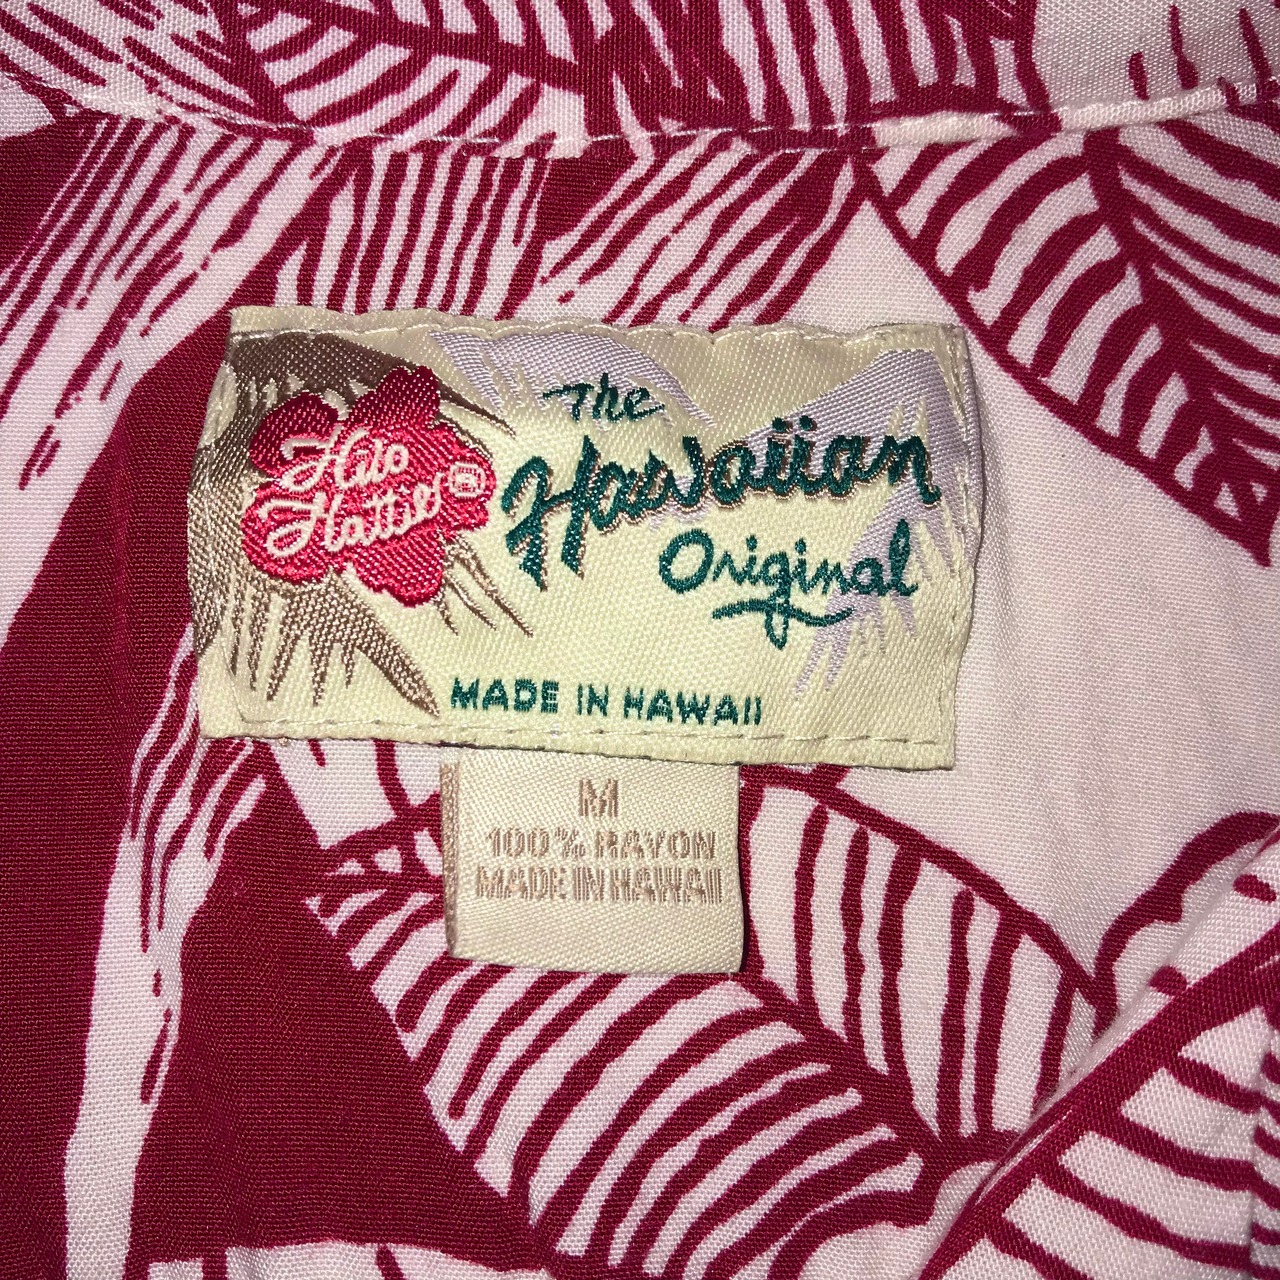 Hilo
Hattie®
The
Hawaiian
Original
MADE IN HAWAII
M
100% RAYON
MADE IN HAWAII